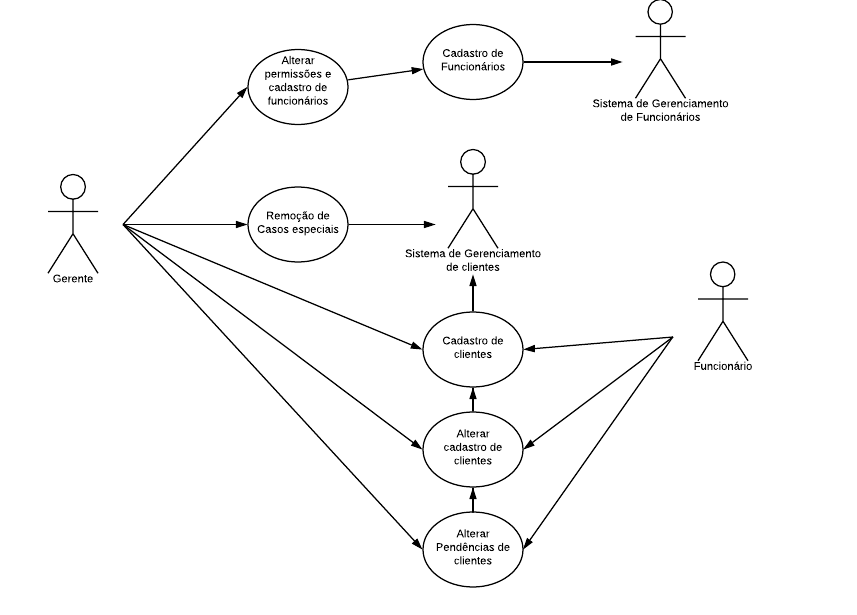 Alterar
permissões e
cadastro de
funcionários
Cadastro de
Funcionários
Sistema de Gerenciamento
de Funcionários
Gerente
Remoção de
Casos especiais
Sistema de Gerenciamento
de clientes
Cadastro de
clientes
Funcionário
Alterar
cadastro de
clientes
Alterar
Pendências de
clientes